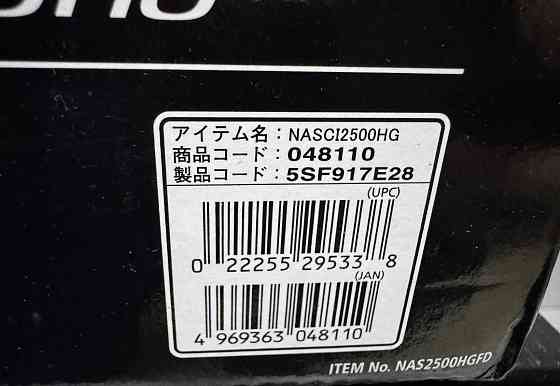 アイテム名：NASCI2500HG
商品コード：048110
製品コード：5SF917E28
(UPC)
0 22255 29533 8
(JAN)
4 969363 048110
ITEM No. NAS2500HGFD